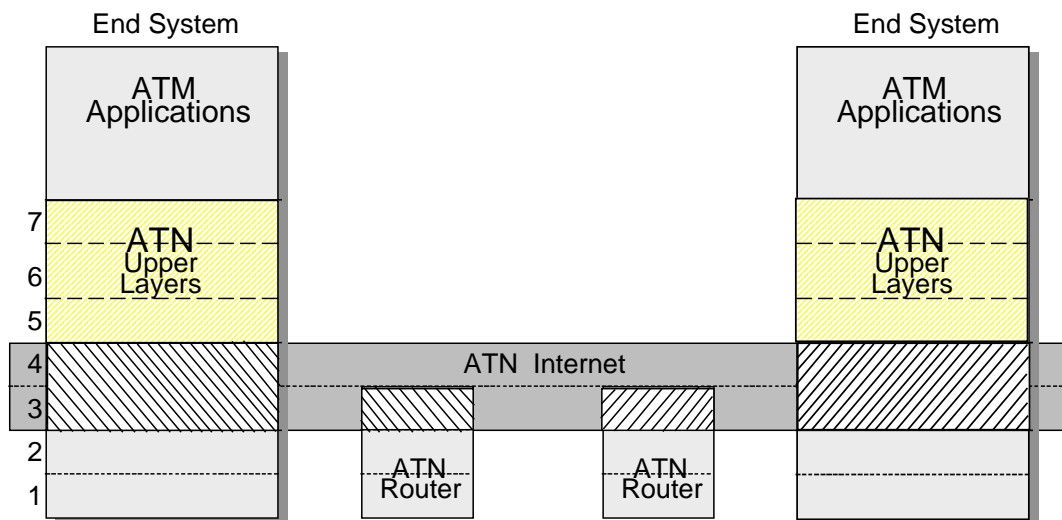 End System
End System
ATM
Applications
ATM
Applications
7
6
5
4
3
2
1
ATN
Upper
Layers
ATN
Upper
Layers
ATN Internet
ATN
Router
ATN
Router